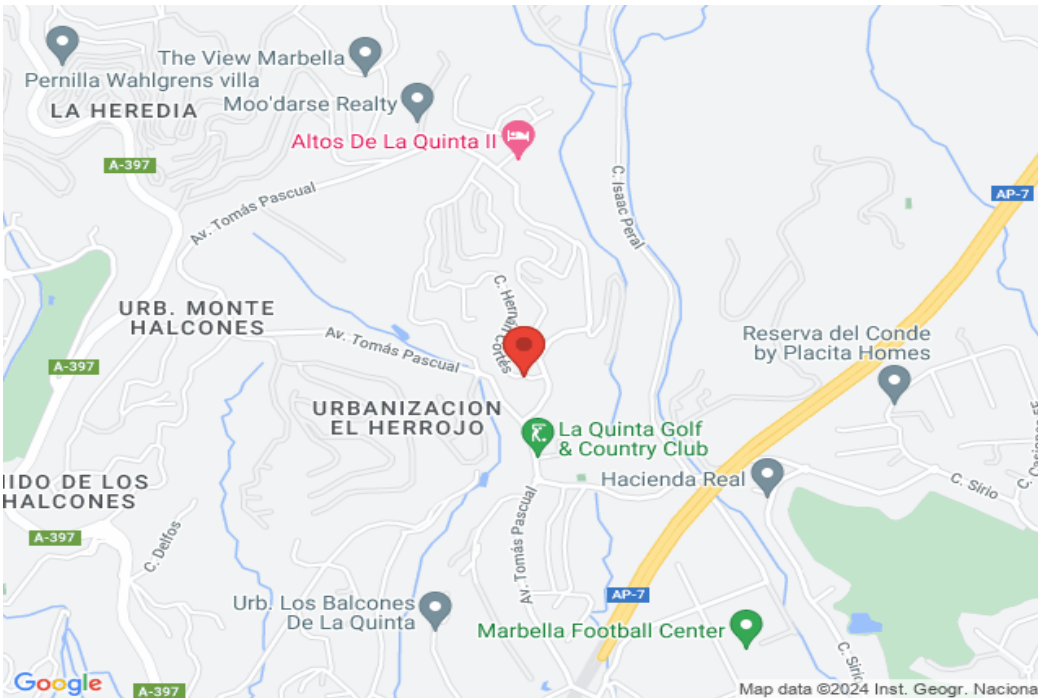 The View Marbella
Pernilla Wahlgrens villa
LA HEREDIA
Moo'darse Realty
Altos De La Quinta II
A-397
Av. Tomás Pascual
C. Isaac Peral
AP-7
URB. MONTE
HALCONES
C. Hernán Cortés
Av. Tomás Pascual
Reserva del Conde
by Placita Homes
A-397
URBANIZACION
EL HERROJO
La Quinta Golf
& Country Club
Hacienda Real
IDO DE LOS
HALCONES
C. Sirio
A-397
C. Delfos
Av. Tomás Pascual
AP-7
Urb. Los Balcones
De La Quinta
Marbella Football Center
C. Sirio
Google
A-397
Map data ©2024 Inst. Geogr. Naciona